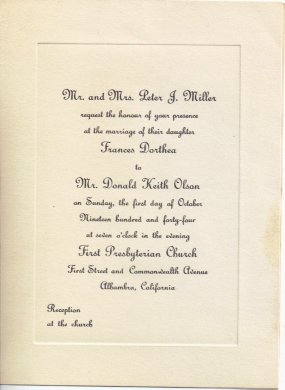 Mr. and Mrs. Peter J. Miller
request the honour of your presence
at the marriage of their daughter
Frances Dorthea
to
Mr. Donald Keith Olson
on Sunday, the first day of October
Nineteen hundred and forty-four
at seven o'clock in the evening
First Presbyterian Church
First Street and Commonwealth Avenue
Alhambra, California
Reception
at the church